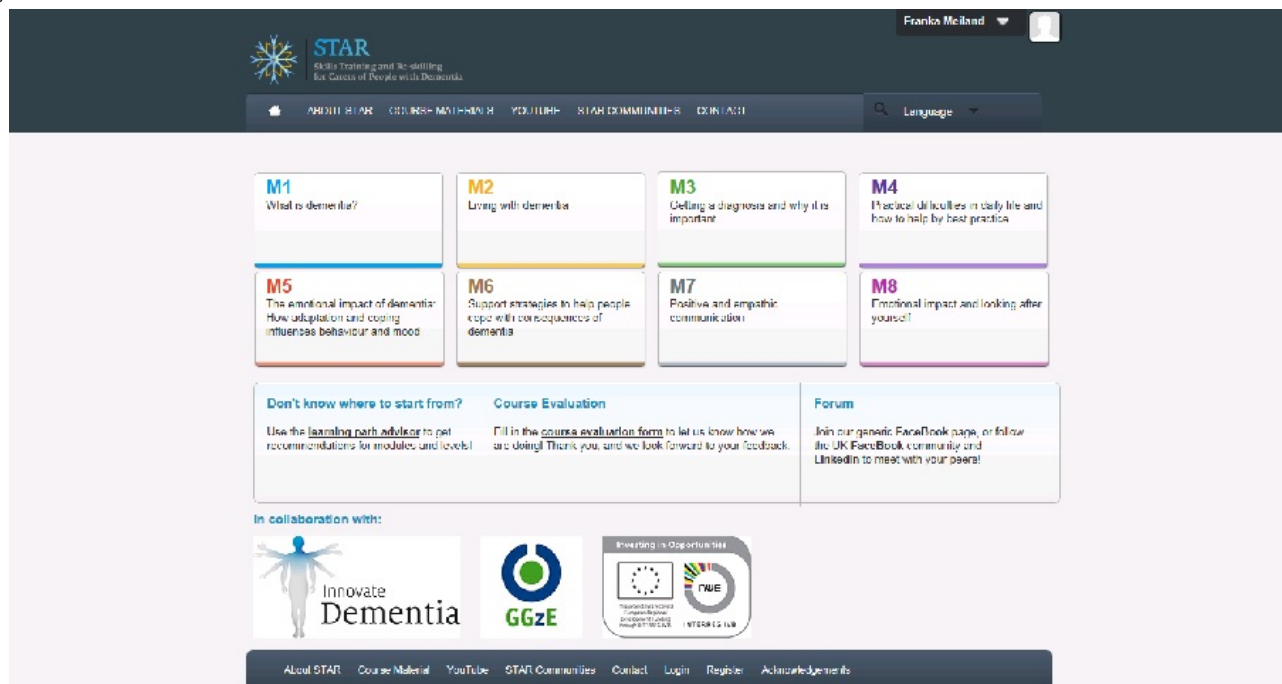 Franka Meiland
STAR
Skills Training and Re-skilling
for Carers of People with Dementia
ABOUT STAR COURSE MATERIALS YOUTUBE STAR COMMUNITIES CONTACT
Language
M1
What is dementia?
M2
Living with dementia
M3
Getting a diagnosis and why it is
important
M4
Practical difficulties in daily life and
how to help by best practice
M5
The emotional impact of dementia:
How adaptation and coping
influences behaviour and mood
M6
Support strategies to help people
cope with consequences of
dementia
M7
Positive and empathic
communication
M8
Emotional impact and looking after
yourself
Don't know where to start from?
Use the learning path advisor to get
recommendations for modules and levels!
Course Evaluation
Fill in the course evaluation form to let us know how we
are doing! Thank you, and we look forward to your feedback.
Forum
Join our generic FaceBook page, or follow
the UK FaceBook community and
LinkedIn to meet with your peers!
In collaboration with:
Innovate
Dementia
GGzE
Investing in Opportunities
NWE
INTERREG IVB
About STAR Course Material YouTube STAR Communities Contact Login Register Acknowledgements